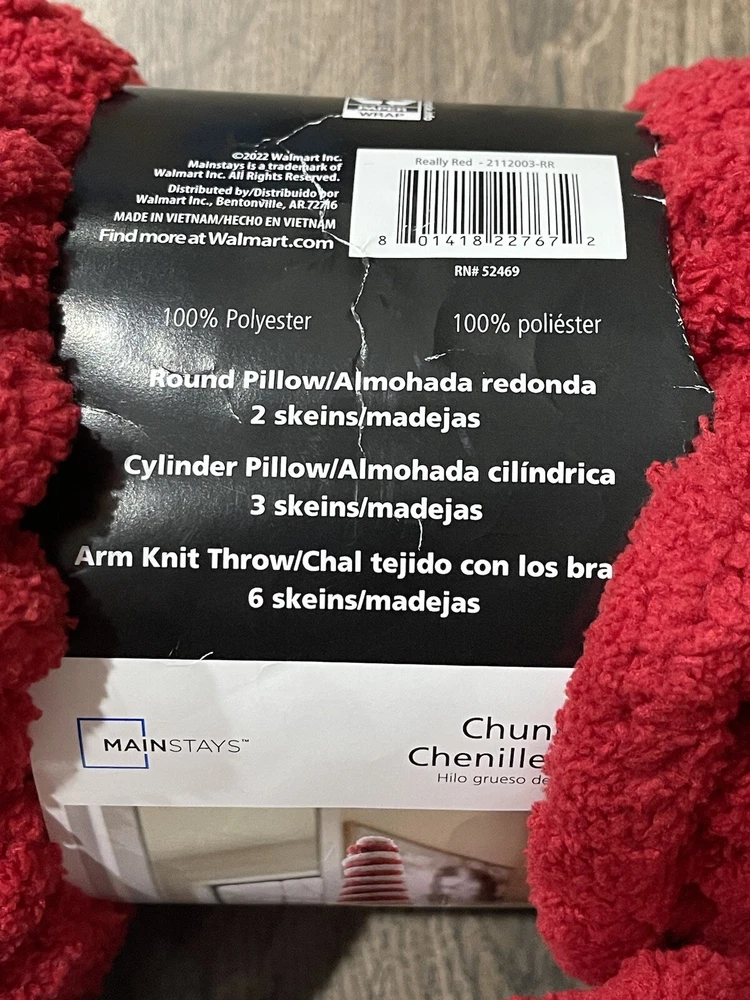 PAPER
WRAP
©2022 Walmart Inc.
Mainstays is a trademark of
Walmart Inc. All Rights Reserved.
Distributed by/Distribuido por
Walmart Inc., Bentonville, AR 72716
MADE IN VIETNAM/HECHO EN VIETNAM
Find more at Walmart.com
Really Red - 2112003-RR
8 01418 22767 2
RN# 52469
100% Polyester 100% poliéster
Round Pillow/Almohada redonda
2 skeins/madejas
Cylinder Pillow/Almohada cilíndrica
3 skeins/madejas
Arm Knit Throw/Chal tejido con los bra
6 skeins/madejas
MAINSTAYS™
Chun
Chenille
Hilo grueso de